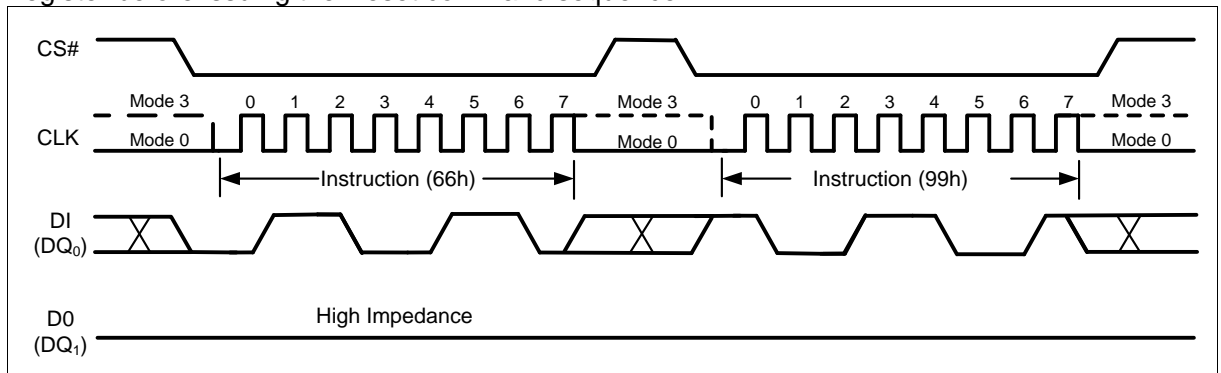 CS#
Mode 3 0 1 2 3 4 5 6 7 Mode 3 0 1 2 3 4 5 6 7 Mode 3
CLK
Mode 0 Mode 0 Mode 0
Instruction (66h) Instruction (99h)
DI
(DQ0)
D0 High Impedance
(DQ1)